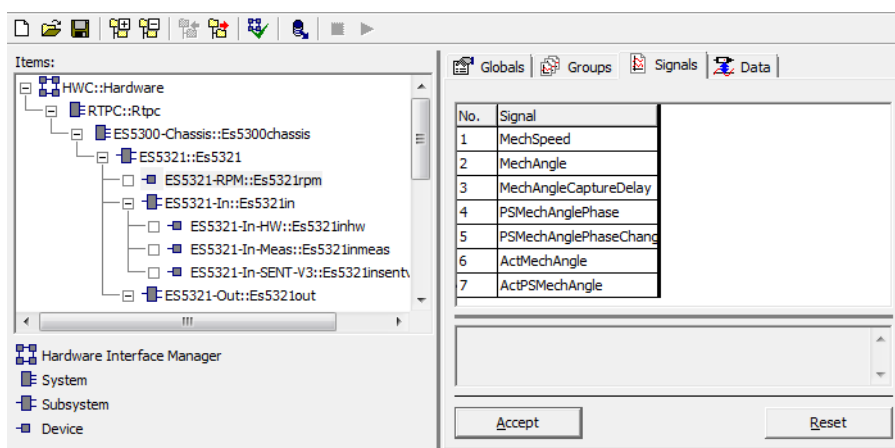 Items:
HWC::Hardware
RTPC::Rtpc
ES5300-Chassis::Es5300chassis
ES5321::Es5321
ES5321-RPM::Es5321rpm
ES5321-In::Es5321in
ES5321-In-HW::Es5321inhw
ES5321-In-Meas::Es5321inmeas
ES5321-In-SENT-V3::Es5321insent
ES5321-Out::Es5321out
Hardware Interface Manager
System
Subsystem
Device
Globals Groups Signals Data
No. Signal
1 MechSpeed
2 MechAngle
3 MechAngleCaptureDelay
4 PSMechAnglePhase
5 PSMechAnglePhaseChang
6 ActMechAngle
7 ActPSMechAngle
Accept Reset